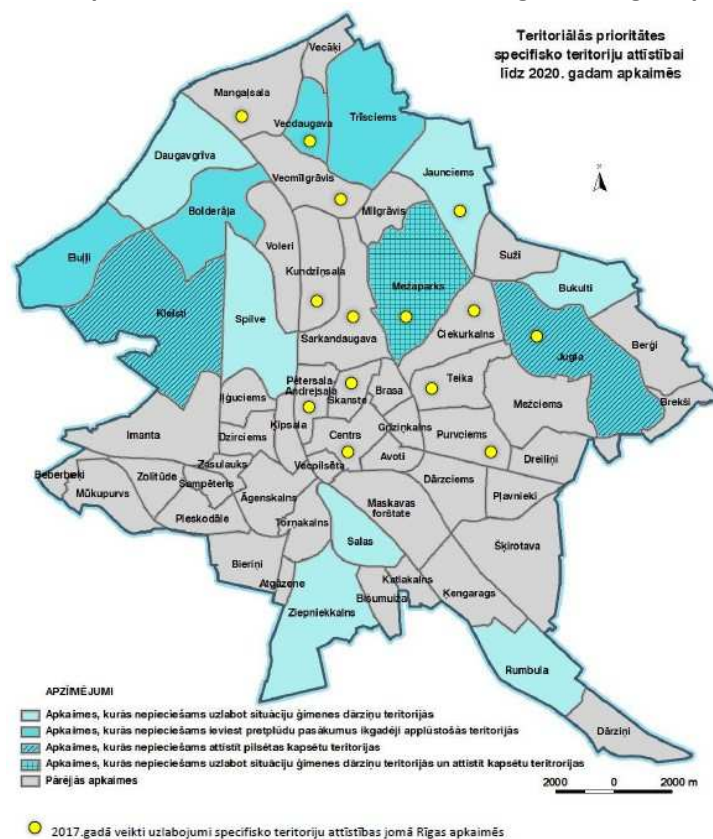 Teritoriālās prioritātes
specifisko teritoriju attīstībai
līdz 2020. gadam apkaimēs
Vecāķi
Mangaļsala
Vecdaugava
Trīsciems
Daugavgrīva
Vecmīlgrāvis
Jaunciems
Bolderāja
Mīlgrāvis
Voleri
Suži
Buļļi
Kundziņsala
Mežaparks
Bukulti
Kleisti
Spilve
Sarkandaugava
Čiekurkalns
Jugla
Berģi
Pētersala
Andrejsala
Skanste
Brasa
Teika
Brekši
Iļģuciems
Mežciems
Ķīpsala
Grīziņkalns
Imanta
Dzirciems
Centrs
Purvciems
Zasulauks
Vecpilsēta
Avoti
Dreiliņi
Beberbeķi
Zolitūde
Sampēteris
Dārzciems
Mūkupurvs
Āgenskalns
Maskavas
forštate
Pļavnieki
Pleskodāle
Torņakalns
Salas
Šķirotava
Bieriņi
Atgāzene
Katlakalns
Bišumuiža
Ķengarags
Ziepniekkalns
Rumbula
Dārziņi
APZĪMĒJUMI
Apkaimes, kurās nepieciešams uzlabot situāciju ģimenes dārziņu teritorijās
Apkaimes, kurās nepieciešams ieviest pretplūdu pasākumus ikgadēji applūstošās teritorijās
Apkaimes, kurās nepieciešams attīstīt pilsētas kapsētu teritorijas
Apkaimes, kurās nepieciešams uzlabot situāciju ģimenes dārziņu teritorijās un attīstīt kapsētu teritrorijas
Pārējās apkaimes
2000 0 2000 m
2017.gadā veikti uzlabojumi specifisko teritoriju attīstības jomā Rīgas apkaimēs